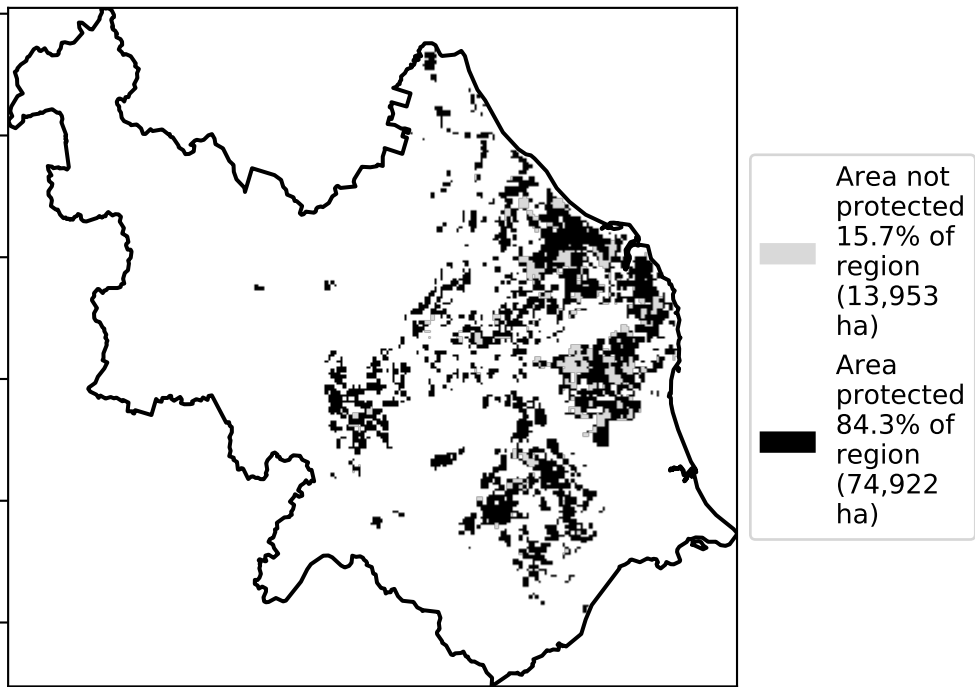 Area not
protected
15.7% of
region
(13,953
ha)
Area
protected
84.3% of
region
(74,922
ha)